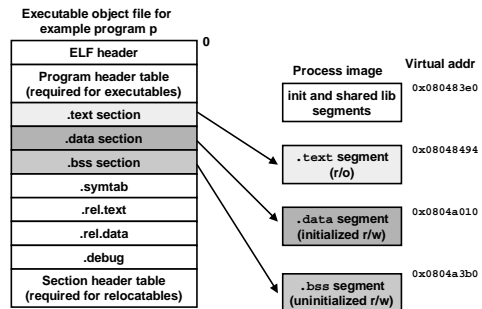 Executable object file for
example program p
0
ELF header
Program header table
(required for executables)
.text section
.data section
.bss section
.symtab
.rel.text
.rel.data
.debug
Section header table
(required for relocatables)
Process image
Virtual addr
init and shared lib
segments
0x080483e0
.text segment
(r/o)
0x08048494
.data segment
(initialized r/w)
0x0804a010
.bss segment
(uninitialized r/w)
0x0804a3b0